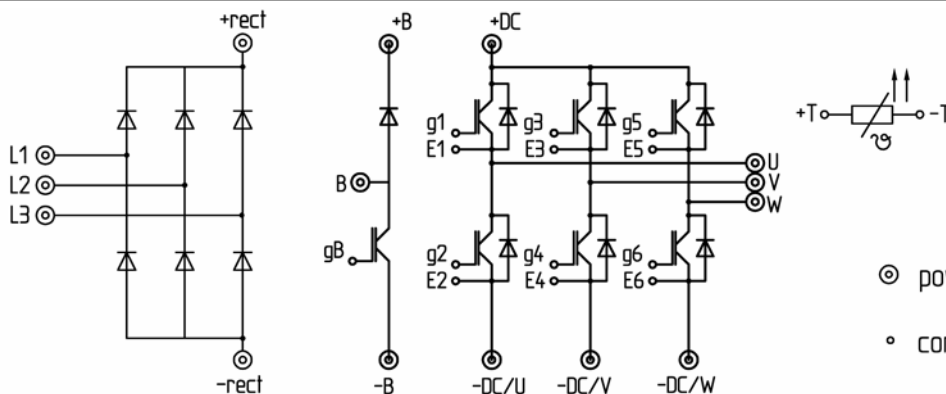 +rect
+B
+DC
L1
L2
L3
-rect
B
gB
-B
g1
E1
g3
E3
g5
E5
U
V
W
g2
E2
g4
E4
g6
E6
-DC/U
-DC/V
-DC/W
+T
-T
ϑ